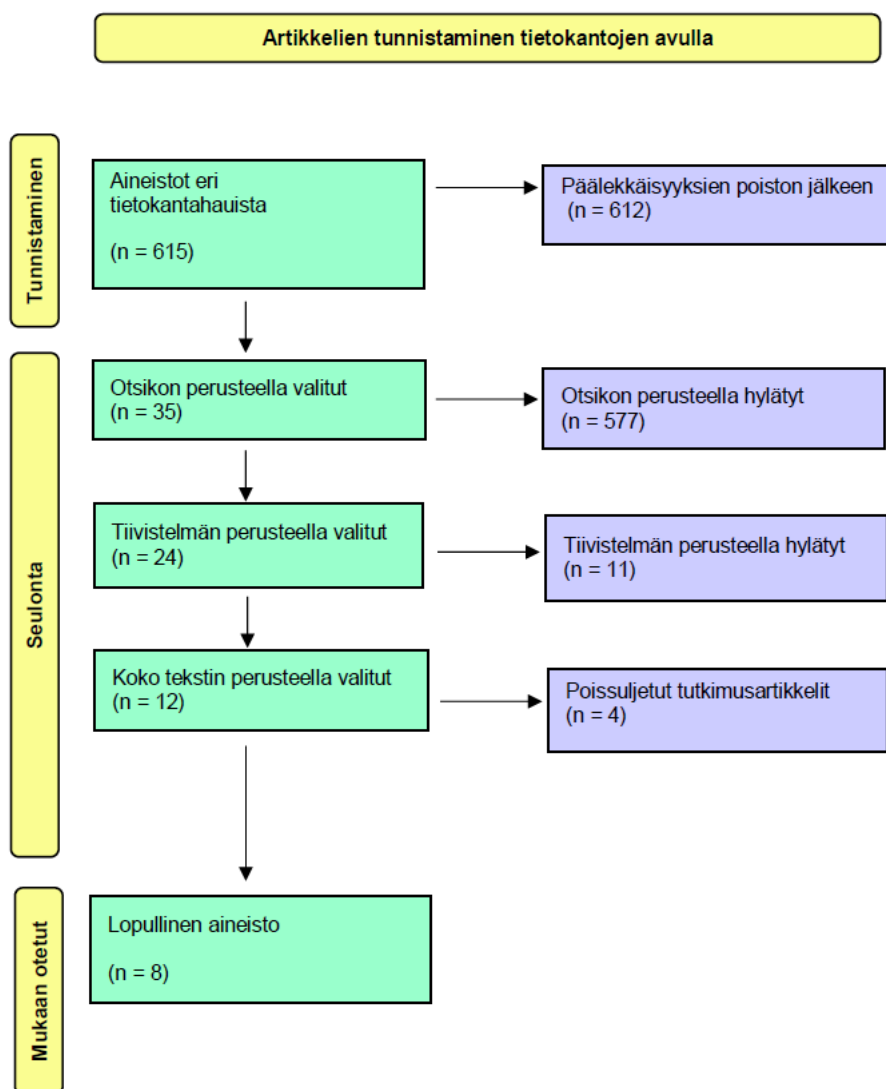 Artikkelien tunnistaminen tietokantojen avulla
Tunnistaminen
Aineistot eri
tietokantahauista
(n = 615)
Päälekkäisyyksien poiston jälkeen
(n = 612)
Seulonta
Otsikon perusteella valitut
(n = 35)
Otsikon perusteella hylätyt
(n = 577)
Tiivistelmän perusteella valitut
(n = 24)
Tiivistelmän perusteella hylätyt
(n = 11)
Koko tekstin perusteella valitut
(n = 12)
Poissuljetut tutkimusartikkelit
(n = 4)
Mukaan otetut
Lopullinen aineisto
(n = 8)